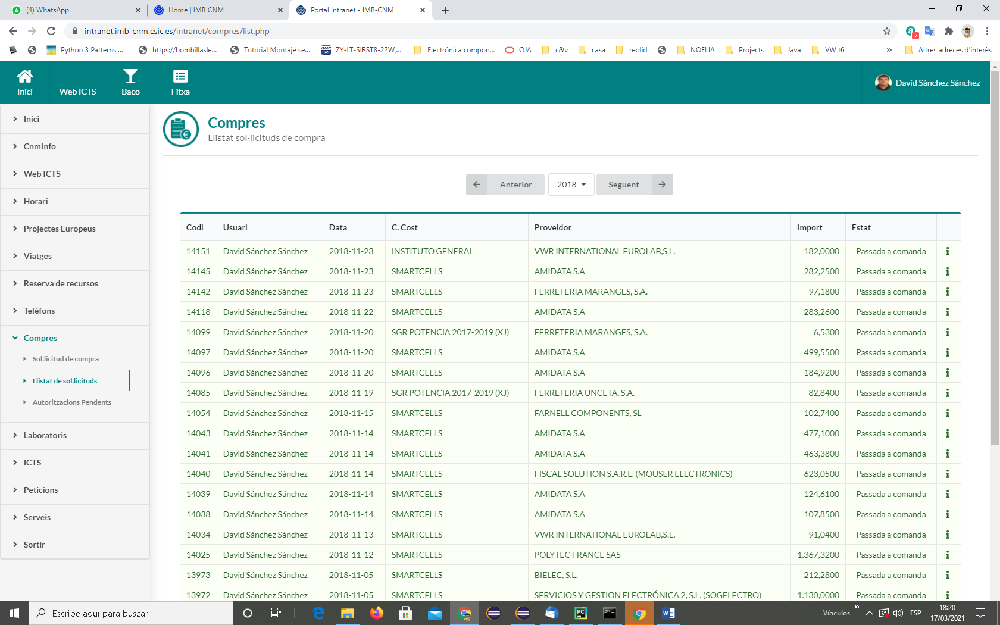 (4) WhatsApp
Home | IMB CNM
Portal Intranet - IMB-CNM
intranet.imb-cnm.csic.es/intranet/compres/list.php
2
Python 3 Patterns,...
https://bombillasle...
Tutorial Montaje se...
ZY-LT-SIRST8-22W,...
Electrónica compon...
OJA
c&v
casa
reolid
NOELIA
Projects
Java
VW t6
»
Altres adreces d'interès
Inici
Web ICTS
Baco
Fitxa
David Sánchez Sánchez
Inici
CnmInfo
Web ICTS
Horari
Projectes Europeus
Viatges
Reserva de recursos
Telèfons
Compres
Sol.licitud de compra
Llistat de sol.licituds
Autoritzacions Pendents
Laboratoris
ICTS
Peticions
Serveis
Sortir
Compres
Llistat sol·licituds de compra
Anterior 2018 Següent
Codi Usuari Data C. Cost Proveidor Import Estat
14151 David Sánchez Sánchez 2018-11-23 INSTITUTO GENERAL VWR INTERNATIONAL EUROLAB,S.L. 182,0000 Passada a comanda
14145 David Sánchez Sánchez 2018-11-23 SMARTCELLS AMIDATA S.A 282,2500 Passada a comanda
14142 David Sánchez Sánchez 2018-11-23 SMARTCELLS FERRETERIA MARANGES, S.A. 97,1800 Passada a comanda
14118 David Sánchez Sánchez 2018-11-22 SMARTCELLS AMIDATA S.A 283,2600 Passada a comanda
14099 David Sánchez Sánchez 2018-11-20 SGR POTENCIA 2017-2019 (XJ) FERRETERIA MARANGES, S.A. 6,5300 Passada a comanda
14097 David Sánchez Sánchez 2018-11-20 SMARTCELLS AMIDATA S.A 499,5500 Passada a comanda
14096 David Sánchez Sánchez 2018-11-20 SMARTCELLS AMIDATA S.A 184,9200 Passada a comanda
14085 David Sánchez Sánchez 2018-11-19 SGR POTENCIA 2017-2019 (XJ) FERRETERIA UNCETA, S.A. 82,8400 Passada a comanda
14054 David Sánchez Sánchez 2018-11-15 SMARTCELLS FARNELL COMPONENTS, SL 102,7400 Passada a comanda
14043 David Sánchez Sánchez 2018-11-14 SMARTCELLS AMIDATA S.A 477,1000 Passada a comanda
14041 David Sánchez Sánchez 2018-11-14 SMARTCELLS AMIDATA S.A 463,3800 Passada a comanda
14040 David Sánchez Sánchez 2018-11-14 SMARTCELLS FISCAL SOLUTION S.A.R.L. (MOUSER ELECTRONICS) 623,0500 Passada a comanda
14039 David Sánchez Sánchez 2018-11-14 SMARTCELLS AMIDATA S.A 124,6100 Passada a comanda
14038 David Sánchez Sánchez 2018-11-14 SMARTCELLS AMIDATA S.A 107,8500 Passada a comanda
14034 David Sánchez Sánchez 2018-11-13 SMARTCELLS VWR INTERNATIONAL EUROLAB,S.L. 91,0400 Passada a comanda
14025 David Sánchez Sánchez 2018-11-12 SMARTCELLS POLYTEC FRANCE SAS 1.367,3200 Passada a comanda
13973 David Sánchez Sánchez 2018-11-05 SMARTCELLS BIELEC, S.L. 212,2800 Passada a comanda
13972 David Sánchez Sánchez 2018-11-05 SMARTCELLS SERVICIOS Y GESTION ELECTRÓNICA 2, S.L. (SOGELECTRO) 1.130,0000 Passada a comanda
Escribe aquí para buscar
Vínculos
»
ESP
18:20
17/03/2021